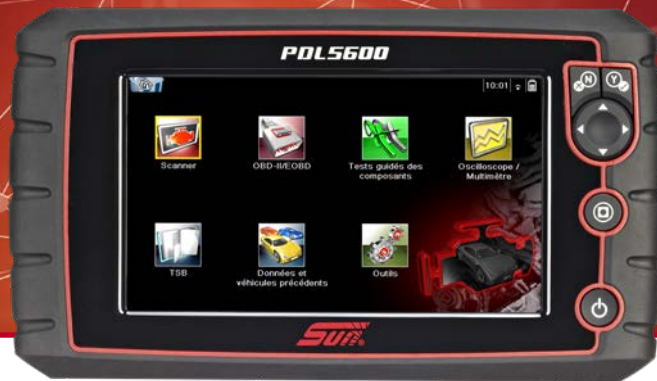 PDL5600
10:01
N
Y
Scanner
OBD-II/EOBD
Tests guidés des
composants
Oscilloscope /
Multimètre
TSB
Données et
véhicules précédents
Outils
Sun